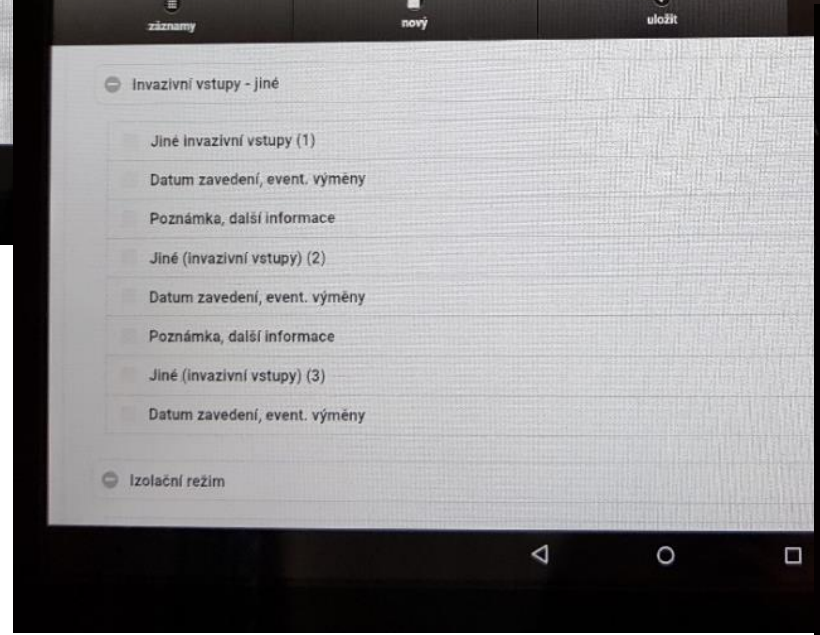 záznamy
nový
uložit
Invazivní vstupy - jiné
Jiné invazivní vstupy (1)
Datum zavedení, event. výměny
Poznámka, další informace
Jiné (invazivní vstupy) (2)
Datum zavedení, event. výměny
Poznámka, další informace
Jiné (invazivní vstupy) (3)
Datum zavedení, event. výměny
Izolační režim